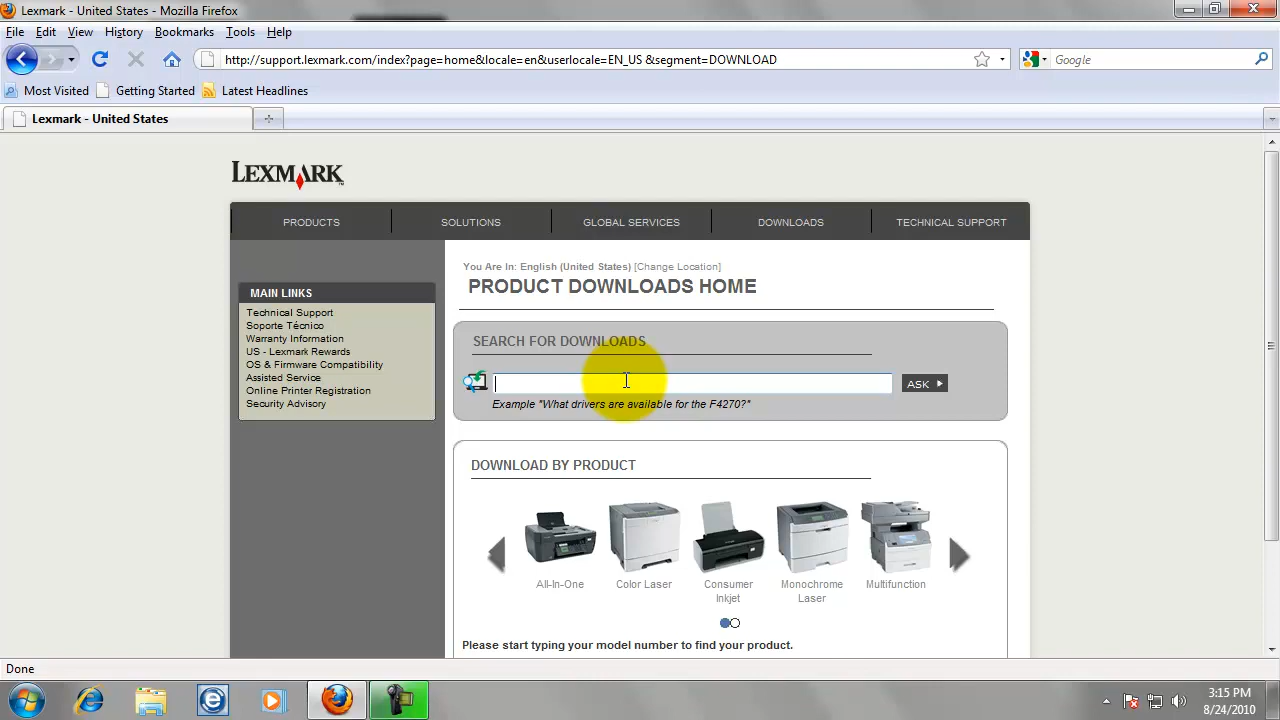 Lexmark - United States - Mozilla Firefox
File Edit View History Bookmarks Tools Help
http://support.lexmark.com/index?page=home&locale=en&userlocale=EN_US &segment=DOWNLOAD
Google
Most Visited Getting Started Latest Headlines
Lexmark - United States
LEXMARK
PRODUCTS SOLUTIONS GLOBAL SERVICES DOWNLOADS TECHNICAL SUPPORT
MAIN LINKS
Technical Support
Soporte Técnico
Warranty Information
US - Lexmark Rewards
OS & Firmware Compatibility
Assisted Service
Online Printer Registration
Security Advisory
You Are In: English (United States) [Change Location]
PRODUCT DOWNLOADS HOME
SEARCH FOR DOWNLOADS
ASK
Example "What drivers are available for the F4270?"
DOWNLOAD BY PRODUCT
All-In-One Color Laser Consumer Inkjet Monochrome Laser Multifunction
Please start typing your model number to find your product.
Done
3:15 PM
8/24/2010